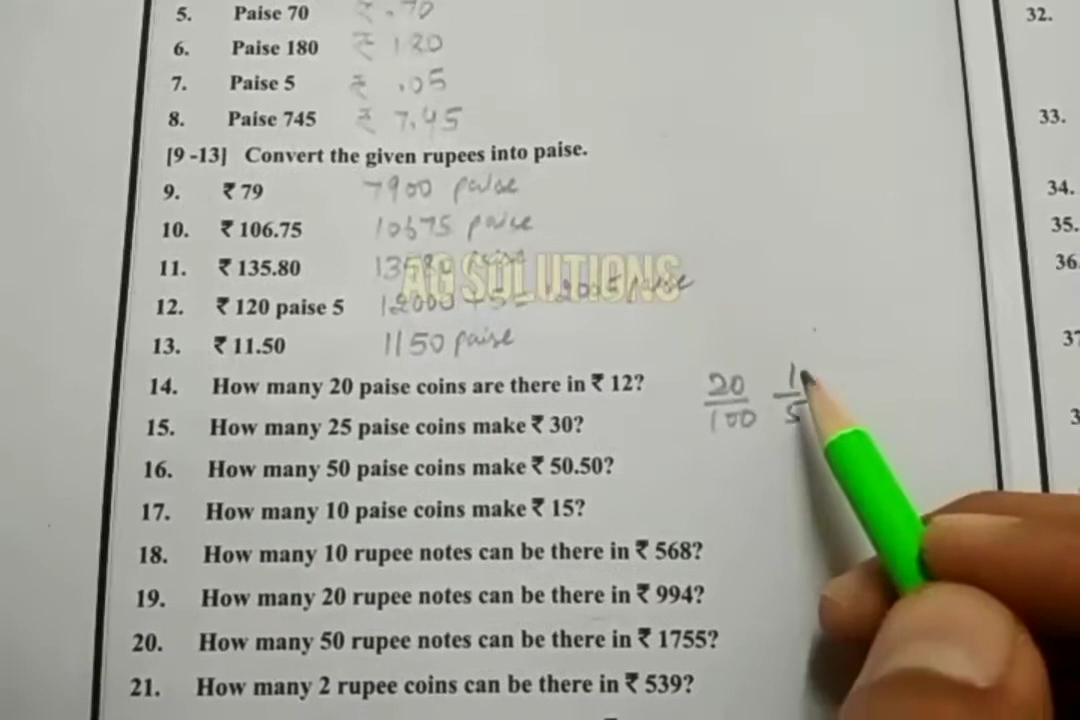 5. Paise 70 ₹ .70
6. Paise 180 ₹ 1 80
7. Paise 5 ₹ .05
8. Paise 745 ₹ 7.45
[9 -13] Convert the given rupees into paise.
9. ₹ 79 7900 paise
10. ₹ 106.75 10675 paise
11. ₹ 135.80 13580 paise
AG SOLUTIONS
12. ₹ 120 paise 5 12000 + 5 = 12005 paise
13. ₹ 11.50 1150 paise
14. How many 20 paise coins are there in ₹ 12? 20/100 1/5
15. How many 25 paise coins make ₹ 30?
16. How many 50 paise coins make ₹ 50.50?
17. How many 10 paise coins make ₹ 15?
18. How many 10 rupee notes can be there in ₹ 568?
19. How many 20 rupee notes can be there in ₹ 994?
20. How many 50 rupee notes can be there in ₹ 1755?
21. How many 2 rupee coins can be there in ₹ 539?
32.
33.
34.
35.
36